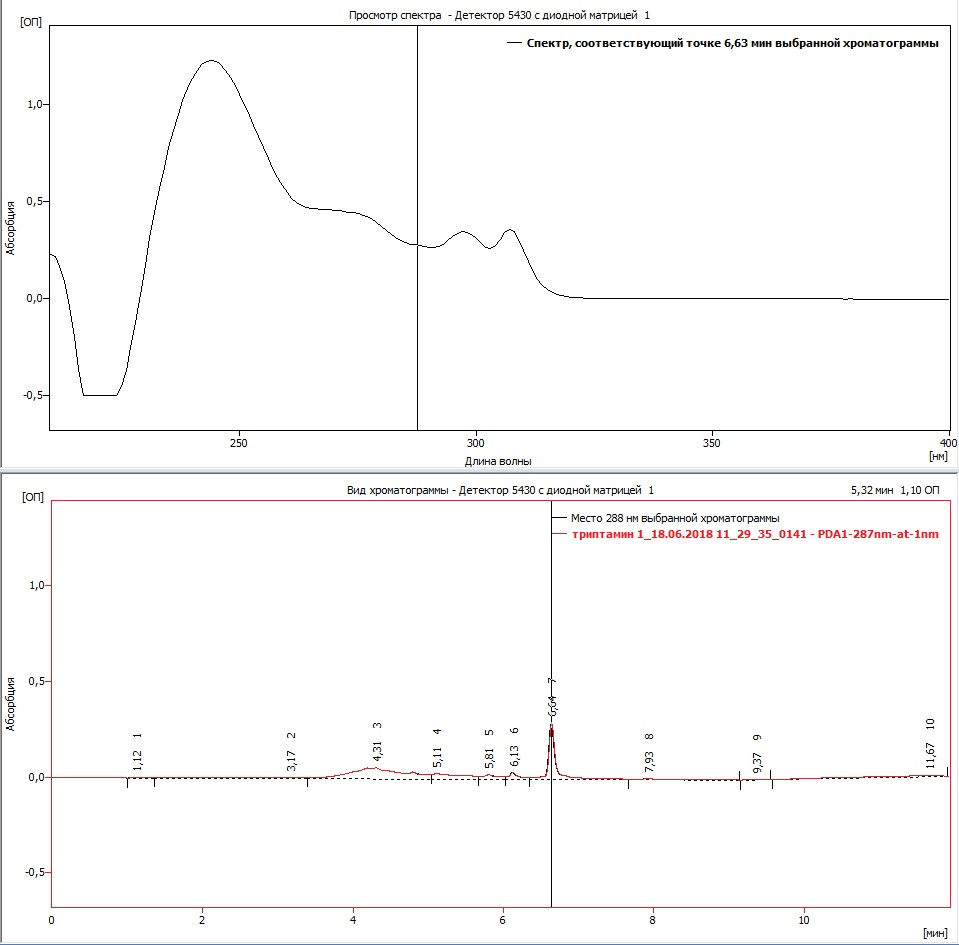 Просмотр спектра - Детектор 5430 с диодной матрицей 1
[ОП]
Спектр, соответствующий точке 6,63 мин выбранной хроматограммы
1,0
0,5
Абсорбция
0,0
-0,5
250
300
350
400
Длина волны
[нм]
Вид хроматограммы - Детектор 5430 с диодной матрицей 1
5,32 мин 1,10 ОП
[ОП]
Место 288 нм выбранной хроматограммы
триптамин 1_18.06.2018 11_29_35_0141 - PDA1-287nm-at-1nm
1,0
0,5
Абсорбция
0,0
-0,5
1,12 1
3,17 2
4,31 3
5,11 4
5,81 5
6,13 6
6,64 7
7,93 8
9,37 9
11,67 10
0
2
4
6
8
10
[мин]